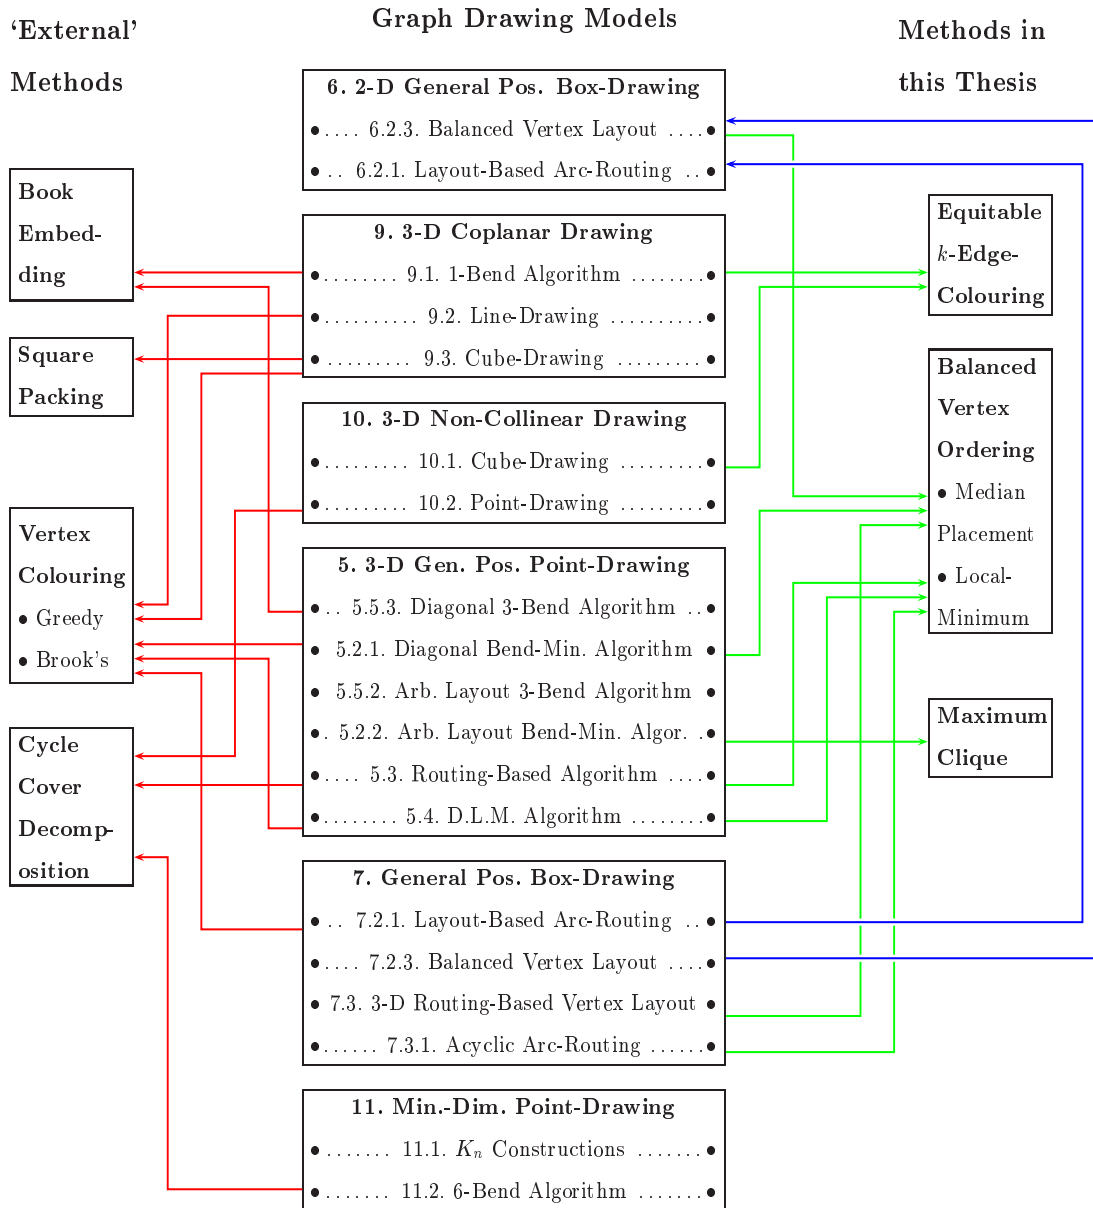 ‘External’
Methods
Graph Drawing Models
Methods in
this Thesis
Book
Embed-
ding
Square
Packing
Vertex
Colouring
• Greedy
• Brook's
Cycle
Cover
Decomp-
osition
6. 2-D General Pos. Box-Drawing
•.... 6.2.3. Balanced Vertex Layout ....•
•.. 6.2.1. Layout-Based Arc-Routing ..•
9. 3-D Coplanar Drawing
•........ 9.1. 1-Bend Algorithm ........•
•.......... 9.2. Line-Drawing ..........•
•......... 9.3. Cube-Drawing .........•
10. 3-D Non-Collinear Drawing
•......... 10.1. Cube-Drawing .........•
•......... 10.2. Point-Drawing .........•
5. 3-D Gen. Pos. Point-Drawing
•.. 5.5.3. Diagonal 3-Bend Algorithm ..•
• 5.2.1. Diagonal Bend-Min. Algorithm •
• 5.5.2. Arb. Layout 3-Bend Algorithm •
•. 5.2.2. Arb. Layout Bend-Min. Algor. .•
•.... 5.3. Routing-Based Algorithm ....•
•........ 5.4. D.L.M. Algorithm ........•
7. General Pos. Box-Drawing
•.. 7.2.1. Layout-Based Arc-Routing ..•
•.... 7.2.3. Balanced Vertex Layout ....•
• 7.3. 3-D Routing-Based Vertex Layout •
•...... 7.3.1. Acyclic Arc-Routing ......•
11. Min.-Dim. Point-Drawing
•....... 11.1. Kₙ Constructions .......•
•....... 11.2. 6-Bend Algorithm .......•
Equitable
k-Edge-
Colouring
Balanced
Vertex
Ordering
• Median
Placement
• Local-
Minimum
Maximum
Clique